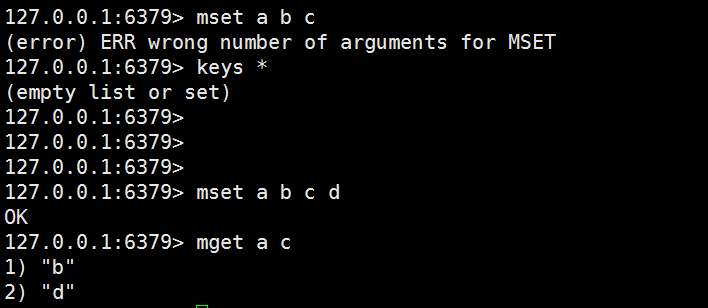 127.0.0.1:6379> mset a b c
(error) ERR wrong number of arguments for MSET
127.0.0.1:6379> keys *
(empty list or set)
127.0.0.1:6379>
127.0.0.1:6379>
127.0.0.1:6379>
127.0.0.1:6379> mset a b c d
OK
127.0.0.1:6379> mget a c
1) "b"
2) "d"